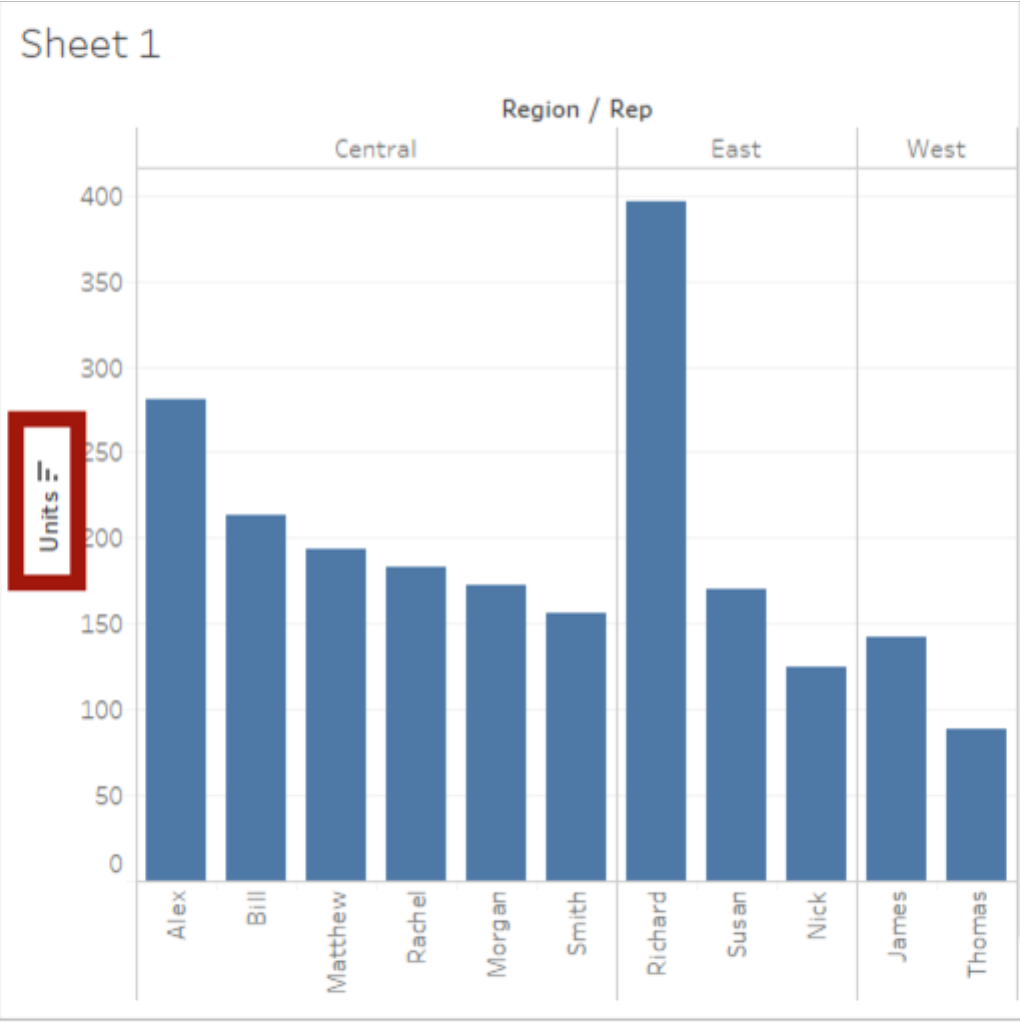 Sheet 1
Region / Rep
Central East West
400
350
300
250
200
150
100
50
0
Units
Alex Bill Matthew Rachel Morgan Smith Richard Susan Nick James Thomas